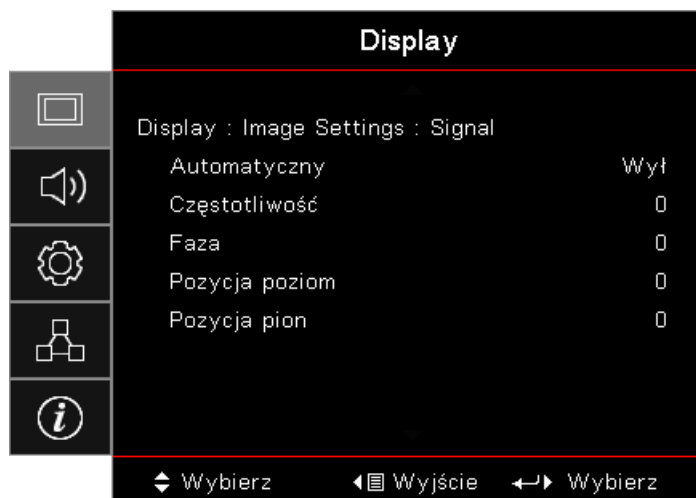 Display
Display : Image Settings : Signal
Automatyczny Wył
Częstotliwość 0
Faza 0
Pozycja poziom 0
Pozycja pion 0
Wybierz Wyjście Wybierz